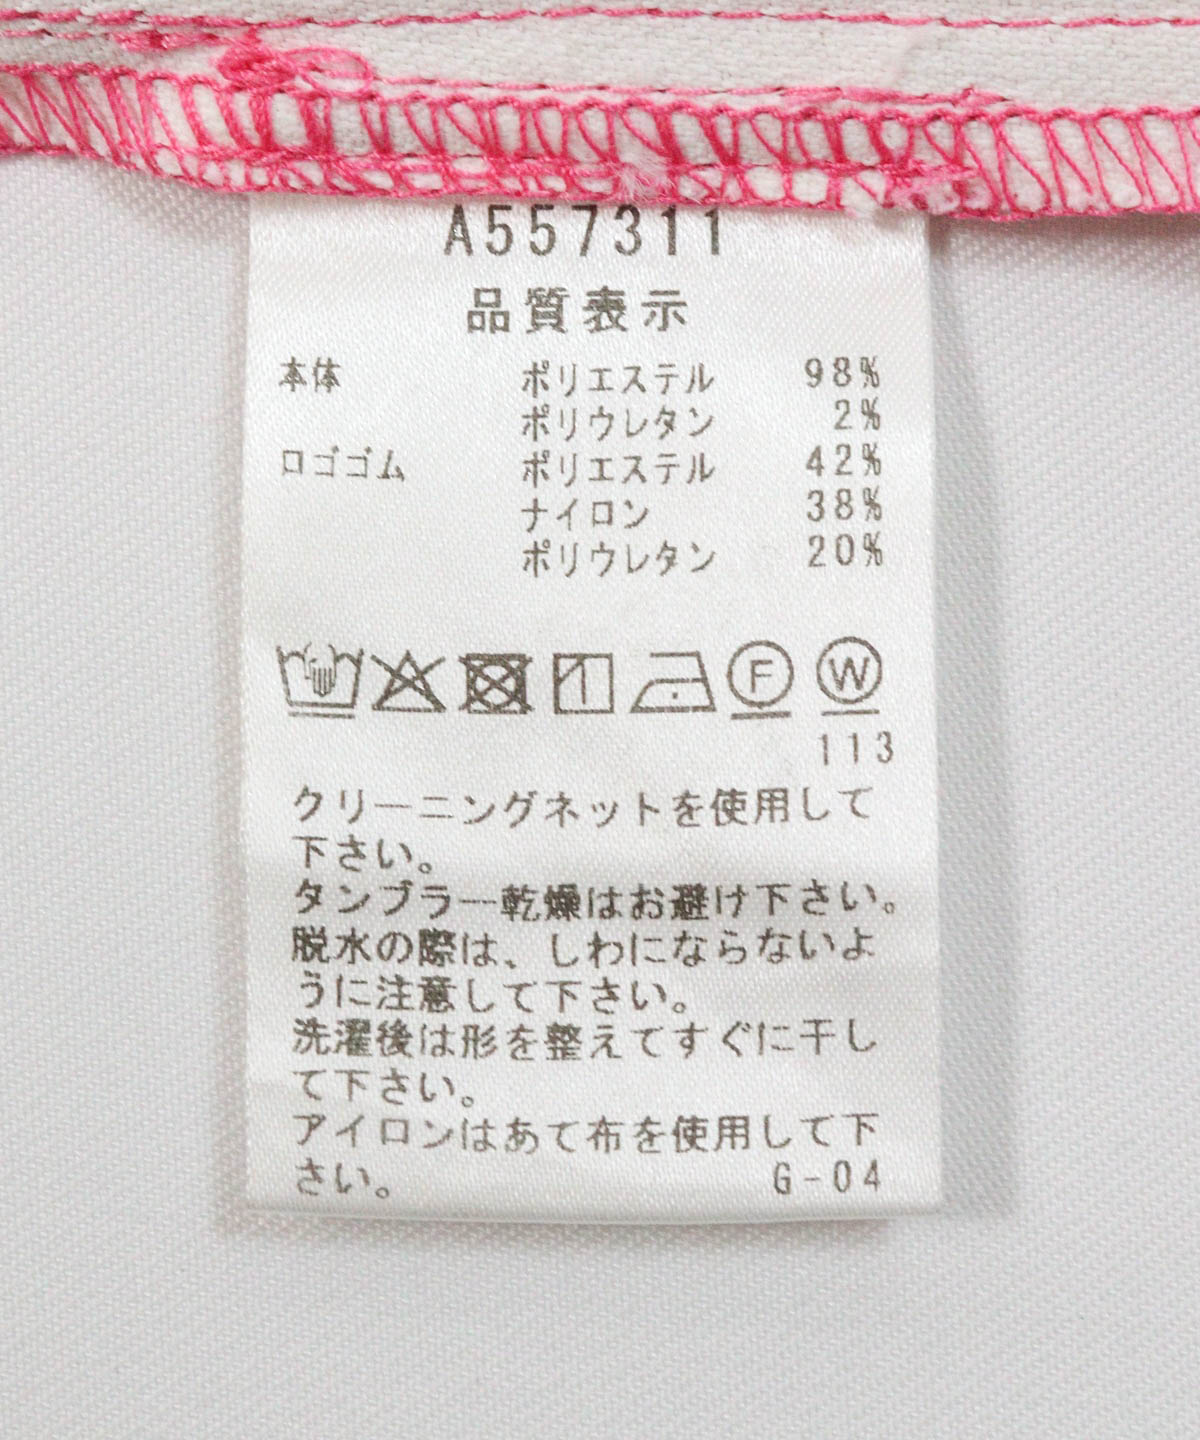 A557311
品質表示
本体 ポリエステル 98%
ポリウレタン 2%
ロゴゴム ポリエステル 42%
ナイロン 38%
ポリウレタン 20%
F W
113
クリーニングネットを使用して
下さい。
タンブラー乾燥はお避け下さい。
脱水の際は、しわにならないよ
うに注意して下さい。
洗濯後は形を整えてすぐに干し
て下さい。
アイロンはあて布を使用して下
さい。 G-04